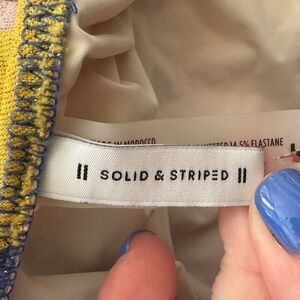 IN MOROCCO 14.5% ELASTANE
|| SOLID & STRIPED ||